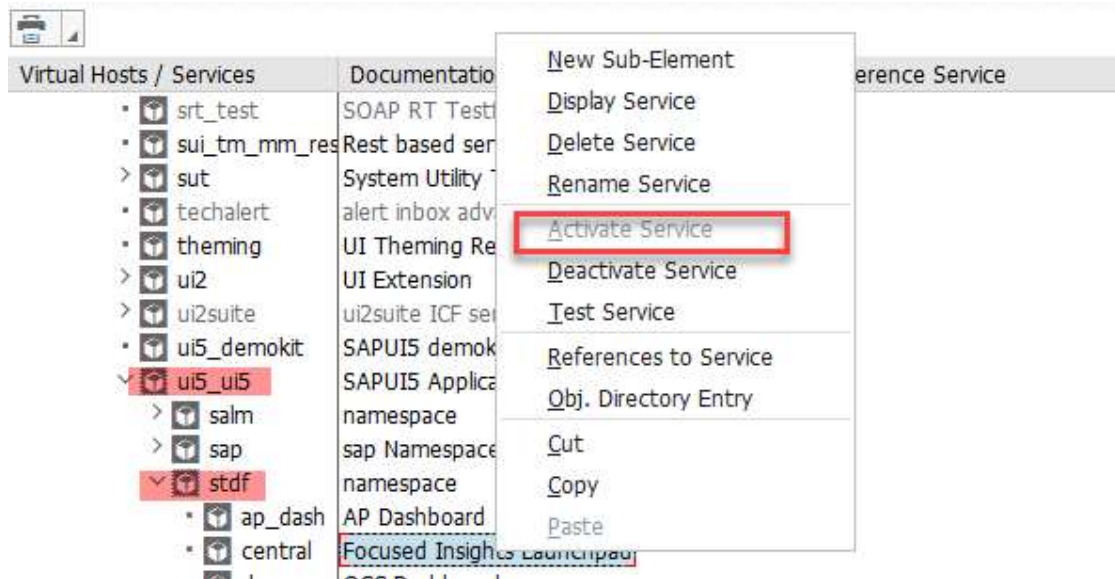 Virtual Hosts / Services Documentatio erence Service
srt_test SOAP RT Testf
sui_tm_mm_res Rest based ser
sut System Utility T
techalert alert inbox adv
theming UI Theming Re
ui2 UI Extension
ui2suite ui2suite ICF ser
ui5_demokit SAPUI5 demok
ui5_ui5 SAPUI5 Applica
salm namespace
sap sap Namespace
stdf namespace
ap_dash AP Dashboard
central Focused Insights Launchpad
New Sub-Element
Display Service
Delete Service
Rename Service
Activate Service
Deactivate Service
Test Service
References to Service
Obj. Directory Entry
Cut
Copy
Paste